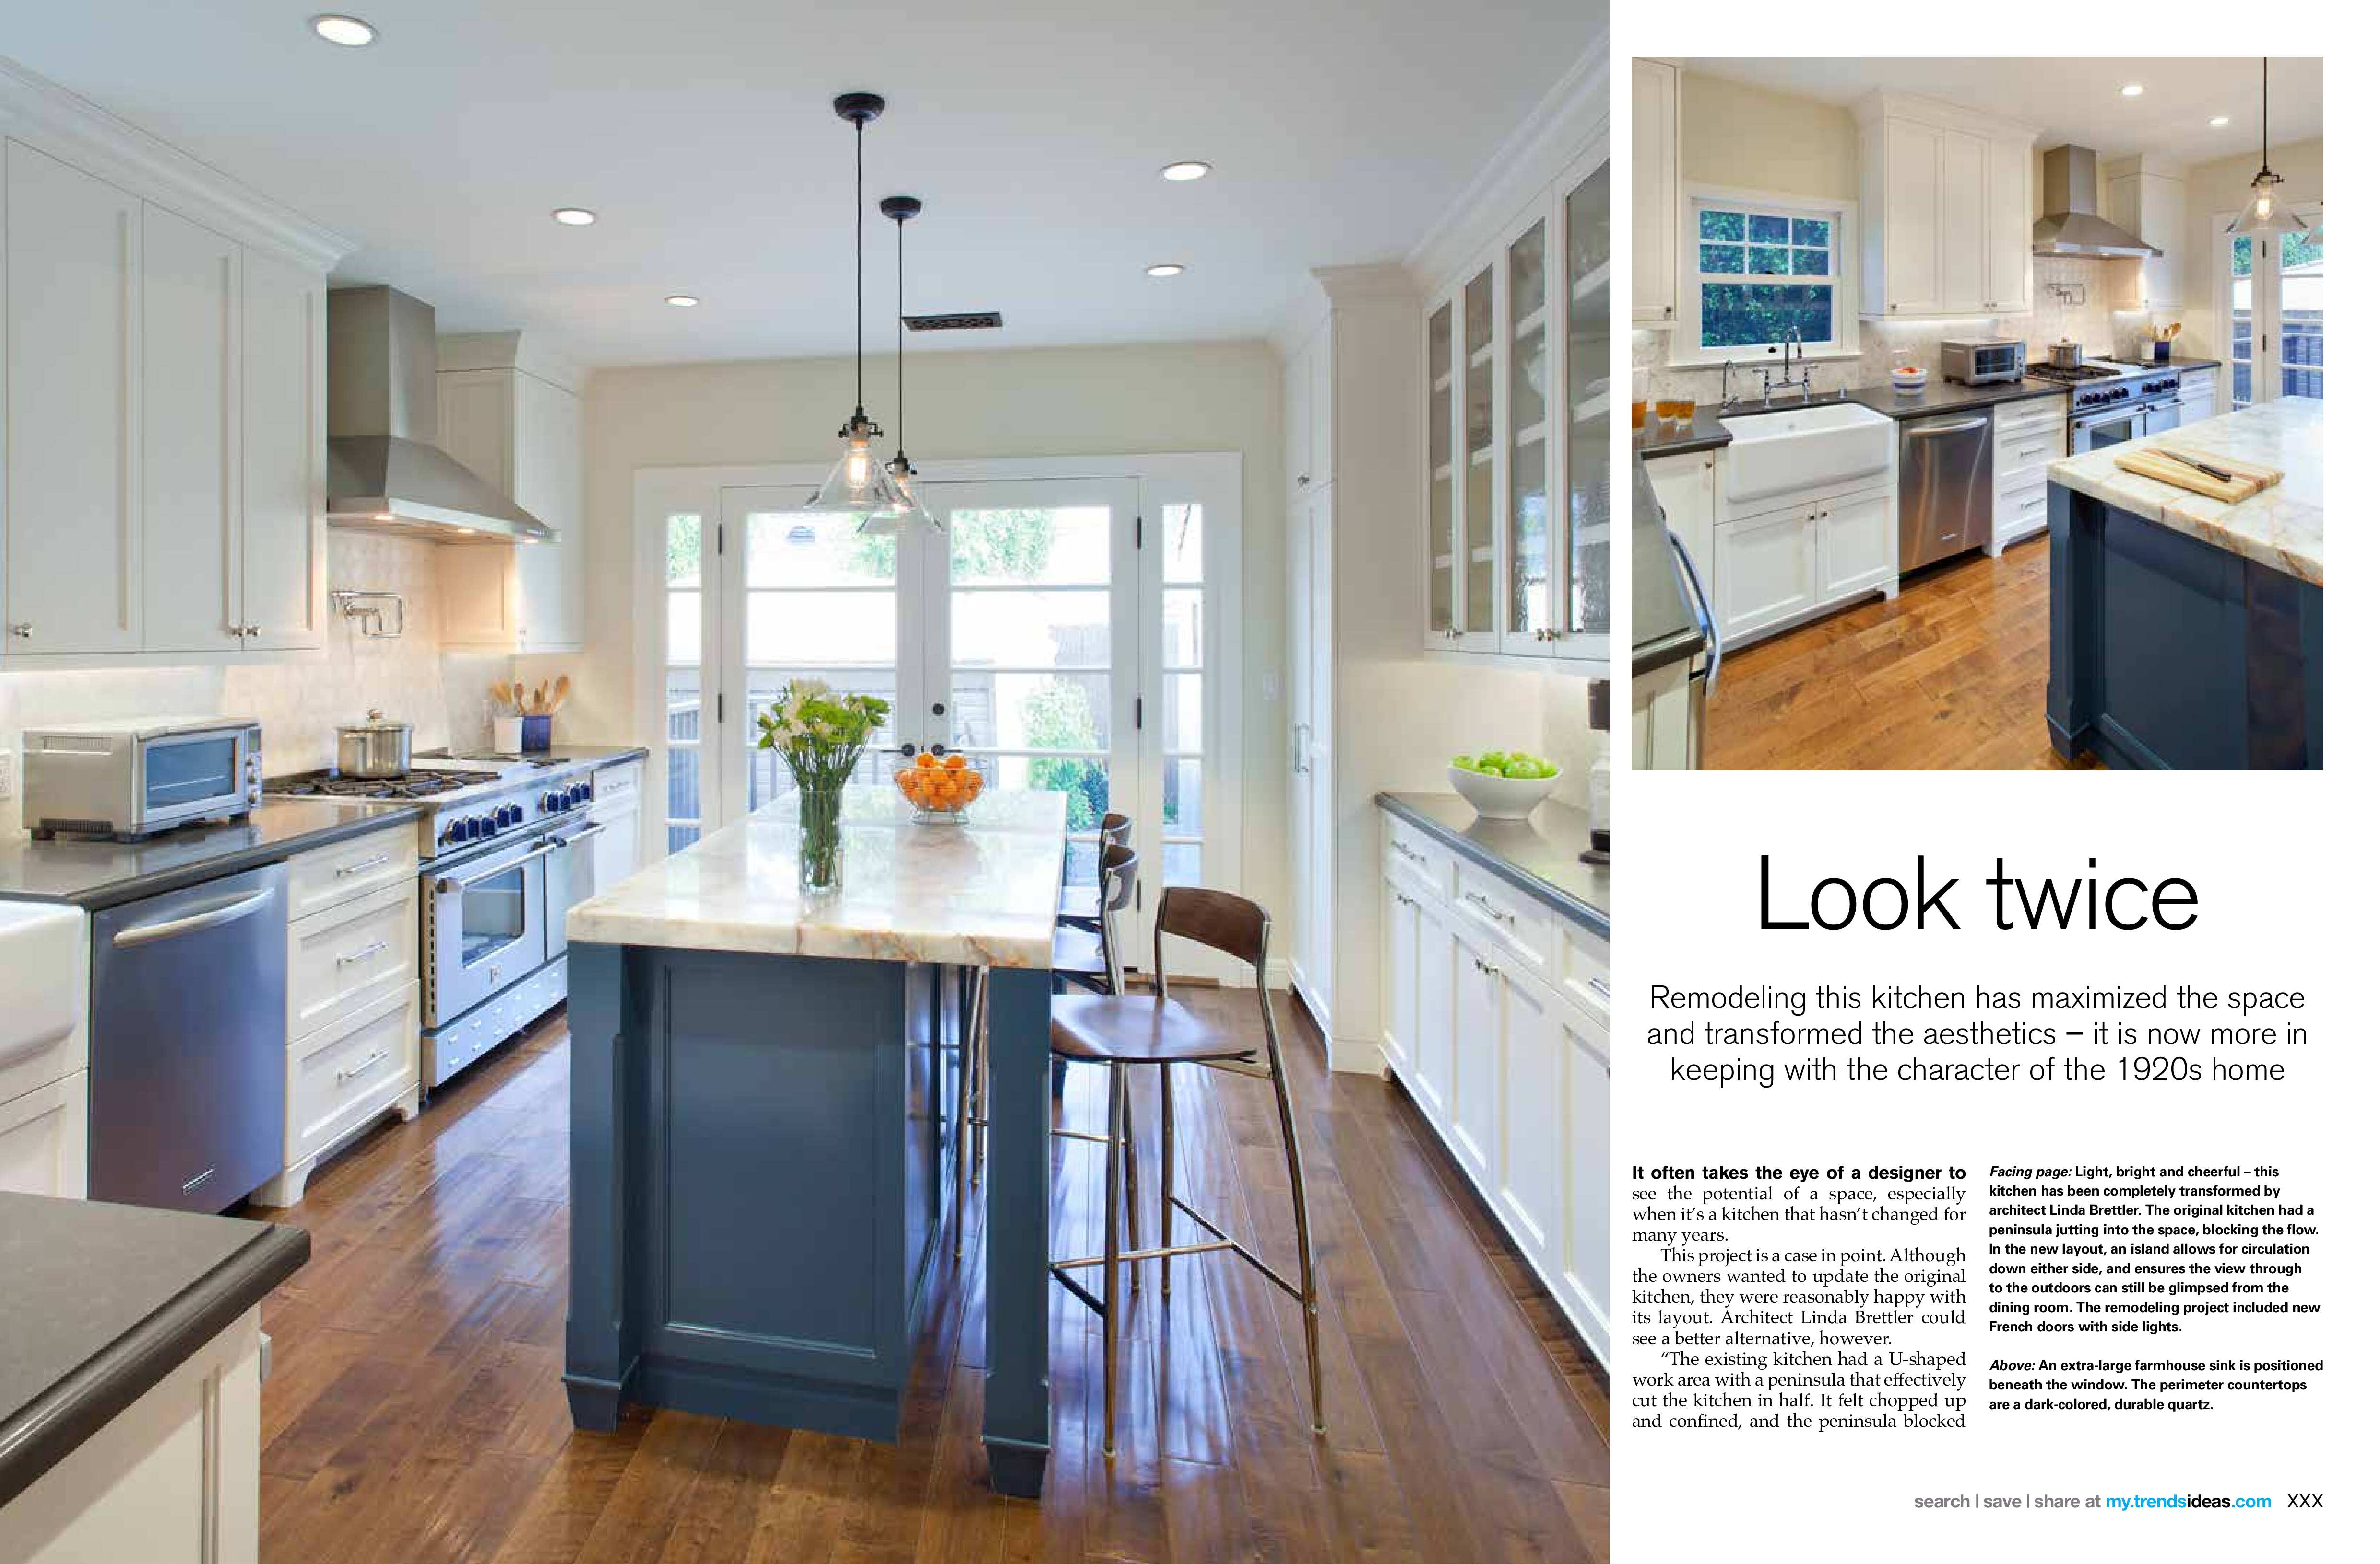 Look twice
Remodeling this kitchen has maximized the space
and transformed the aesthetics – it is now more in
keeping with the character of the 1920s home
It often takes the eye of a designer to
see the potential of a space, especially
when it's a kitchen that hasn't changed for
many years.
This project is a case in point. Although
the owners wanted to update the original
kitchen, they were reasonably happy with
its layout. Architect Linda Brettler could
see a better alternative, however.
“The existing kitchen had a U-shaped
work area with a peninsula that effectively
cut the kitchen in half. It felt chopped up
and confined, and the peninsula blocked
Facing page: Light, bright and cheerful – this
kitchen has been completely transformed by
architect Linda Brettler. The original kitchen had a
peninsula jutting into the space, blocking the flow.
In the new layout, an island allows for circulation
down either side, and ensures the view through
to the outdoors can still be glimpsed from the
dining room. The remodeling project included new
French doors with side lights.
Above: An extra-large farmhouse sink is positioned
beneath the window. The perimeter countertops
are a dark-colored, durable quartz.
search | save | share at my.trendsideas.com XXX